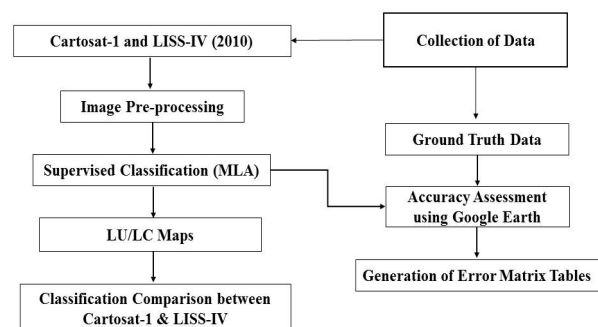 Cartosat-1 and LISS-IV (2010)
Collection of Data
Image Pre-processing
Ground Truth Data
Supervised Classification (MLA)
Accuracy Assessment
using Google Earth
LU/LC Maps
Generation of Error Matrix Tables
Classification Comparison between
Cartosat-1 & LISS-IV